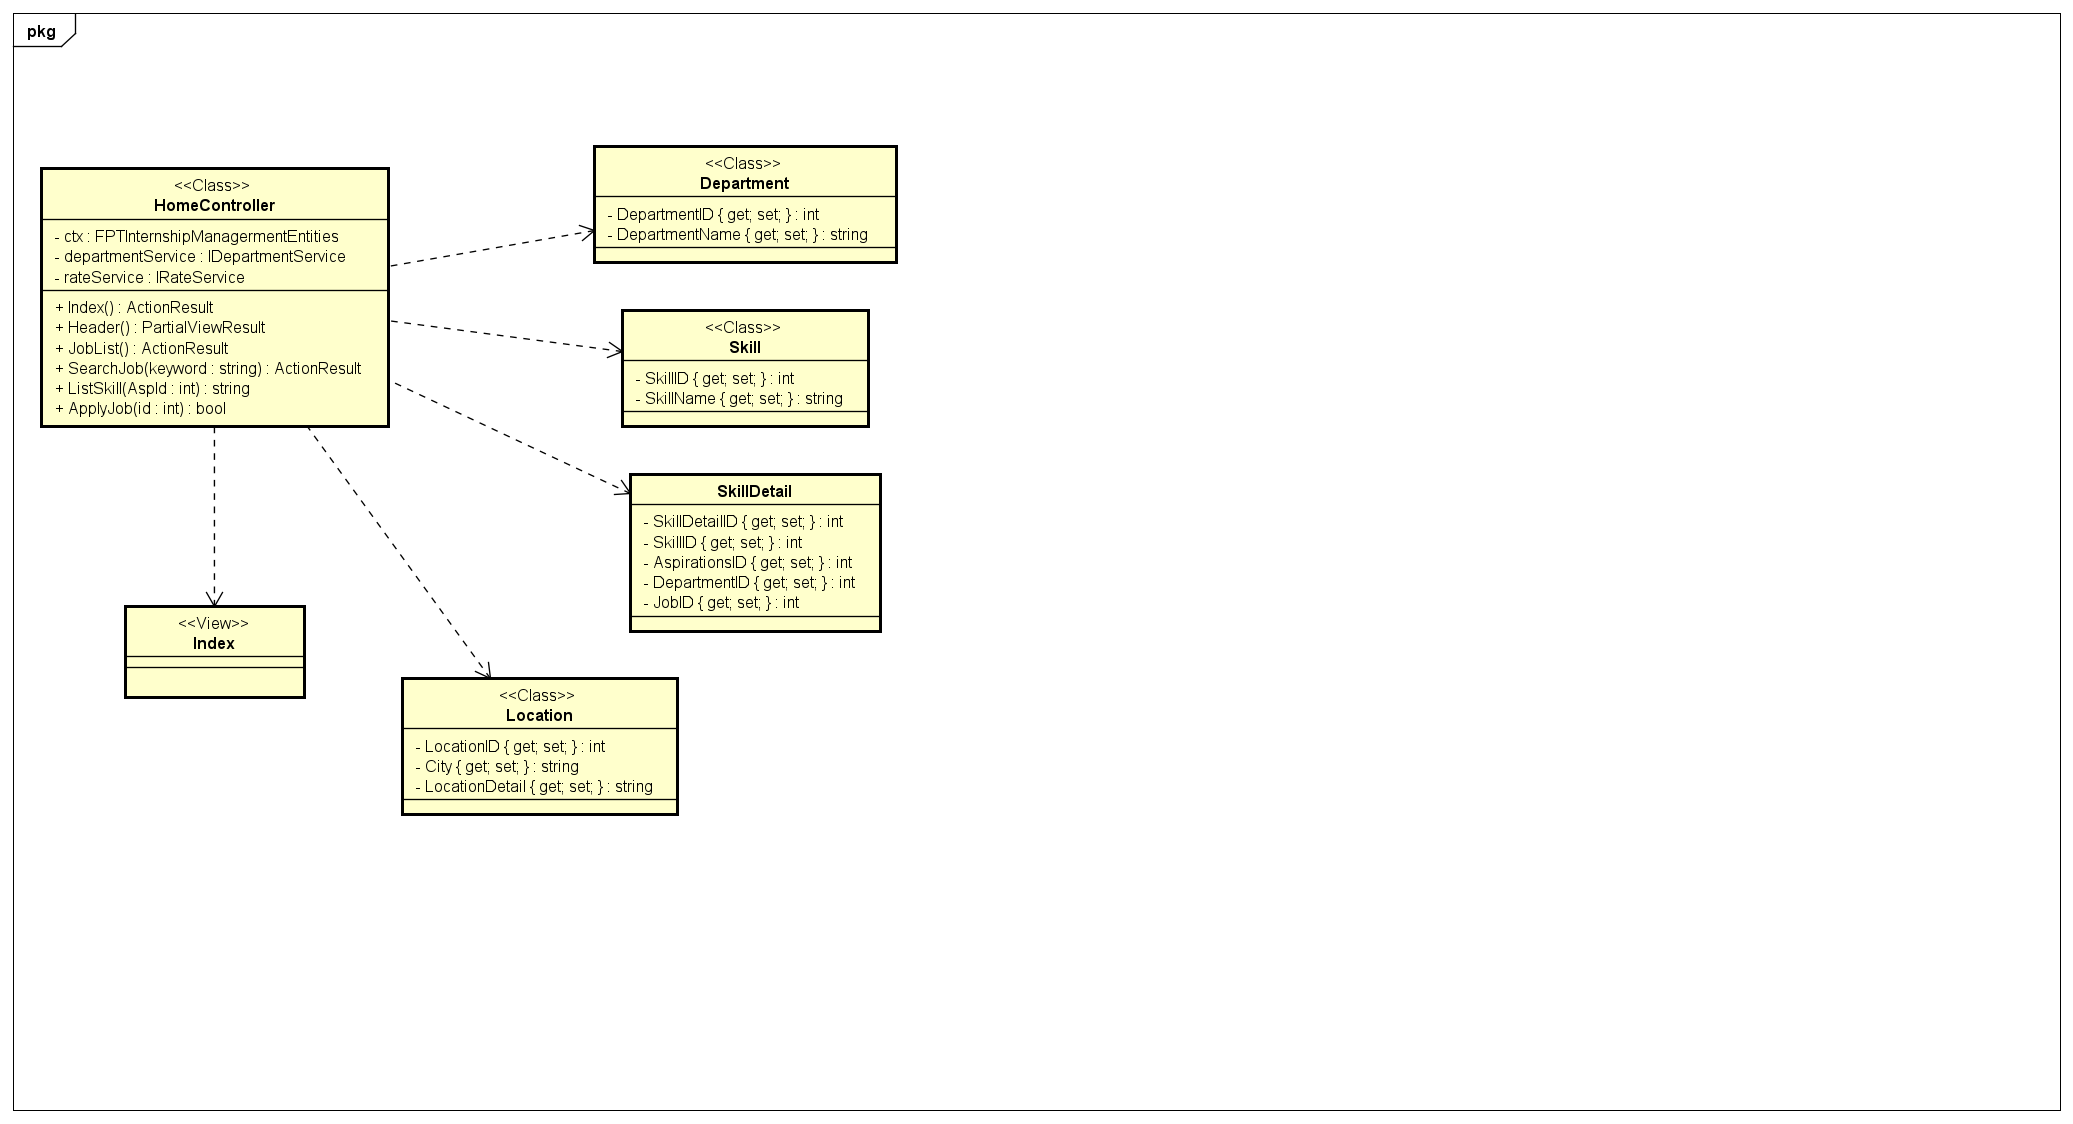 pkg
<<Class>>
HomeController
- ctx : FPTInternshipManagermentEntities
- departmentService : IDepartmentService
- rateService : IRateService
+ Index() : ActionResult
+ Header() : PartialViewResult
+ JobList() : ActionResult
+ SearchJob(keyword : string) : ActionResult
+ ListSkill(AspId : int) : string
+ ApplyJob(id : int) : bool
<<Class>>
Department
- DepartmentID { get; set; } : int
- DepartmentName { get; set; } : string
<<Class>>
Skill
- SkillID { get; set; } : int
- SkillName { get; set; } : string
SkillDetail
- SkillDetailID { get; set; } : int
- SkillID { get; set; } : int
- AspirationsID { get; set; } : int
- DepartmentID { get; set; } : int
- JobID { get; set; } : int
<<View>>
Index
<<Class>>
Location
- LocationID { get; set; } : int
- City { get; set; } : string
- LocationDetail { get; set; } : string